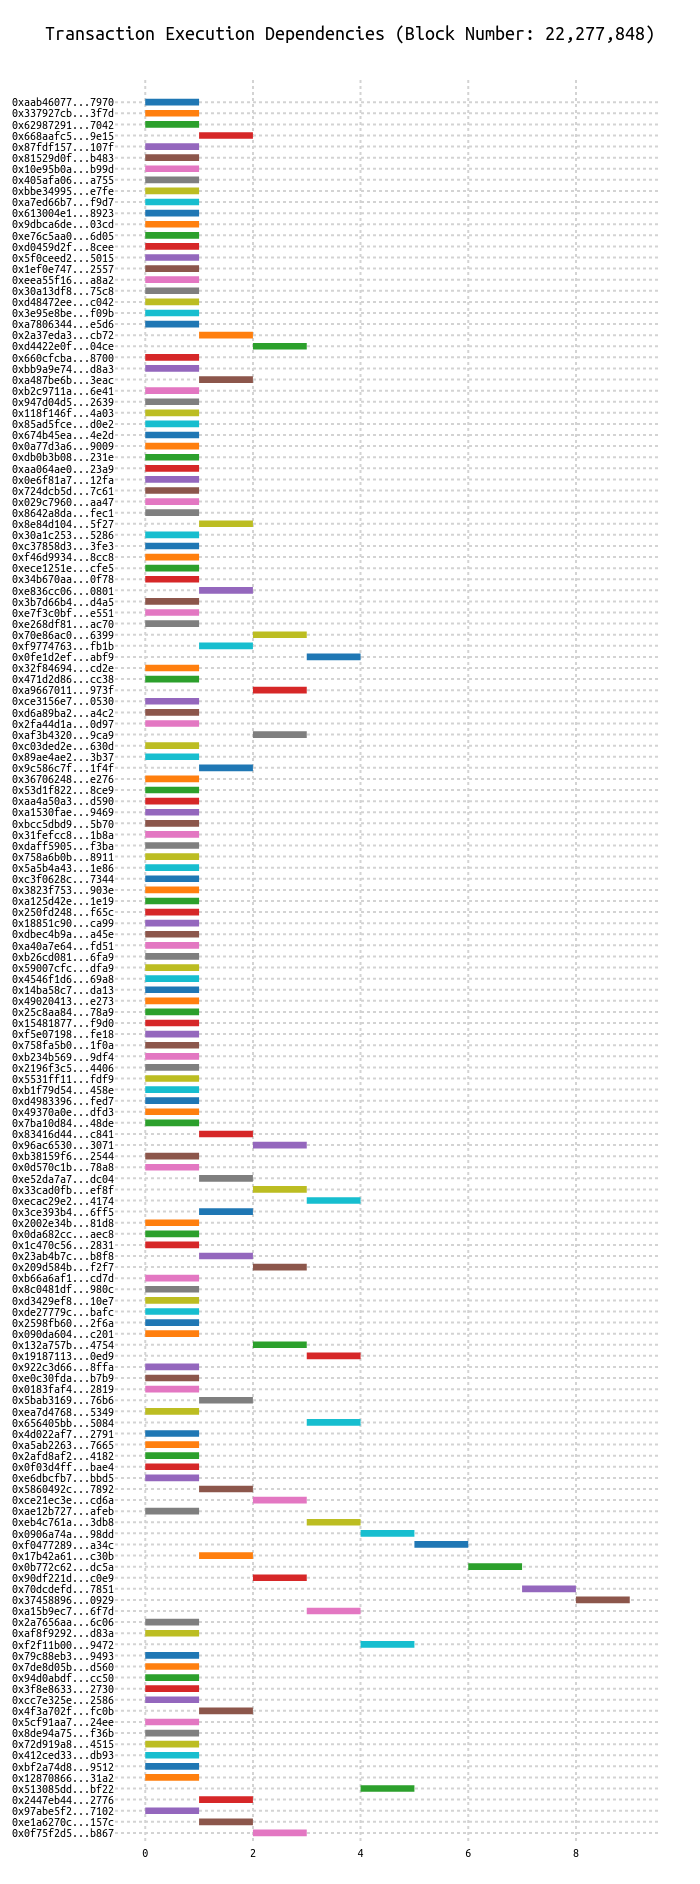 Transaction Execution Dependencies (Block Number: 22,277,848)
0xaab46077...7970
0x337927cb...3f7d
0x62987291...7042
0x668aafc5...9e15
0x87fdf157...107f
0x81529d0f...b483
0x10e95b0a...b99d
0x405afa06...a755
0xbbe34995...e7fe
0xa7ed66b7...f9d7
0x613004e1...8923
0x9dbca6de...03cd
0xe76c5aa0...6d05
0xd0459d2f...8cee
0x5f0ceed2...5015
0x1ef0e747...2557
0xeea55f16...a8a2
0x30a13df8...75c8
0xd48472ee...c042
0x3e95e8be...f09b
0xa7806344...e5d6
0x2a37eda3...cb72
0xd4422e0f...04ce
0x660cfcba...8700
0xbb9a9e74...d8a3
0xa487be6b...3eac
0xb2c9711a...6e41
0x947d04d5...2639
0x118f146f...4a03
0x85ad5fce...d0e2
0x674b45ea...4e2d
0x0a77d3a6...9009
0xdb0b3b08...231e
0xaa064ae0...23a9
0x0e6f81a7...12fa
0x724dcb5d...7c61
0x029c7960...aa47
0x8642a8da...fec1
0x8e84d104...5f27
0x30a1c253...5286
0xc37858d3...3fe3
0xf46d9934...8cc8
0xece1251e...cfe5
0x34b670aa...0f78
0xe836cc06...0801
0x3b7d66b4...d4a5
0xe7f3c0bf...e551
0xe268df81...ac70
0x70e86ac0...6399
0xf9774763...fb1b
0x0fe1d2ef...abf9
0x32f84694...cd2e
0x471d2d86...cc38
0xa9667011...973f
0xce3156e7...0530
0xd6a89ba2...a4c2
0x2fa44d1a...0d97
0xaf3b4320...9ca9
0xc03ded2e...630d
0x89ae4ae2...3b37
0x9c586c7f...1f4f
0x36706248...e276
0x53d1f822...8ce9
0xaa4a50a3...d590
0xa1530fae...9469
0xbcc5dbd9...5b70
0x31fefcc8...1b8a
0xdaff5905...f3ba
0x758a6b0b...8911
0x5a5b4a43...1e86
0xc3f0628c...7344
0x3823f753...903e
0xa125d42e...1e19
0x250fd248...f65c
0x18851c90...ca99
0xdbec4b9a...a45e
0xa40a7e64...fd51
0xb26cd081...6fa9
0x59007cfc...dfa9
0x4546f1d6...69a8
0x14ba58c7...da13
0x49020413...e273
0x25c8aa84...78a9
0x15481877...f9d0
0xf5e07198...fe18
0x758fa5b0...1f0a
0xb234b569...9df4
0x2196f3c5...4406
0x5531ff11...fdf9
0xb1f79d54...458e
0xd4983396...fed7
0x49370a0e...dfd3
0x7ba10d84...48de
0x83416d44...c841
0x96ac6530...3071
0xb38159f6...2544
0x0d570c1b...78a8
0xe52da7a7...dc04
0x33cad0fb...ef8f
0xecac29e2...4174
0x3ce393b4...6ff5
0x2002e34b...81d8
0x0da682cc...aec8
0x1c470c56...2831
0x23ab4b7c...b8f8
0x209d584b...f2f7
0xb66a6af1...cd7d
0x8c0481df...980c
0xd3429ef8...10e7
0xde27779c...bafc
0x2598fb60...2f6a
0x090da604...c201
0x132a757b...4754
0x19187113...0ed9
0x922c3d66...8ffa
0xe0c30fda...b7b9
0x0183faf4...2819
0x5bab3169...76b6
0xea7d4768...5349
0x656405bb...5084
0x4d022af7...2791
0xa5ab2263...7665
0x2afd8af2...4182
0x0f03d4ff...bae4
0xe6dbcfb7...bbd5
0x5860492c...7892
0xce21ec3e...cd6a
0xae12b727...afeb
0xeb4c761a...3db8
0x0906a74a...98dd
0xf0477289...a34c
0x17b42a61...c30b
0x0b772c62...dc5a
0x90df221d...c0e9
0x70dcdefd...7851
0x37458896...0929
0xa15b9ec7...6f7d
0x2a7656aa...6c06
0xaf8f9292...d83a
0xf2f11b00...9472
0x79c88eb3...9493
0x7de8d05b...d560
0x94d0abdf...cc50
0x3f8e8633...2730
0xcc7e325e...2586
0x4f3a702f...fc0b
0x5cf91aa7...24ee
0x8de94a75...f36b
0x72d919a8...4515
0x412ced33...db93
0xbf2a74d8...9512
0x12870866...31a2
0x513085dd...bf22
0x2447eb44...2776
0x97abe5f2...7102
0xe1a6270c...157c
0x0f75f2d5...b867
0 2 4 6 8